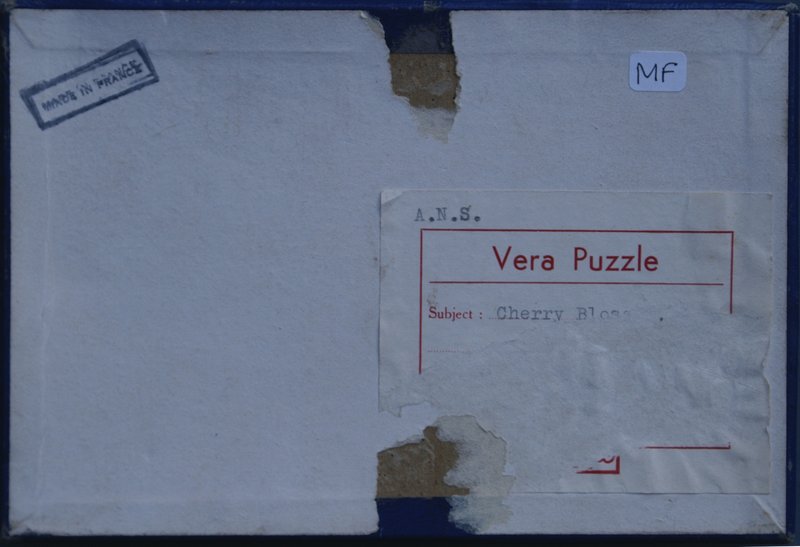 MADE IN FRANCE
MF
A.N.S.
Vera Puzzle
Subject : Cherry